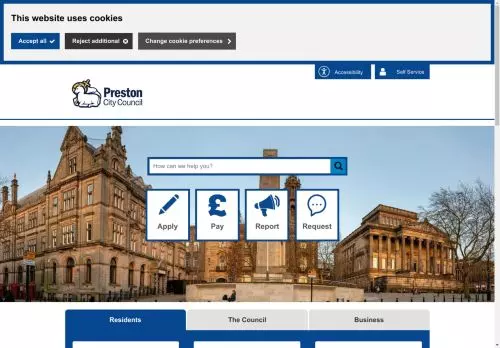 This website uses cookies
Accept all
Reject additional
Change cookie preferences
Accessibility
Self Service
Preston
City Council
How can we help you?
Apply
Pay
Report
Request
Residents
The Council
Business